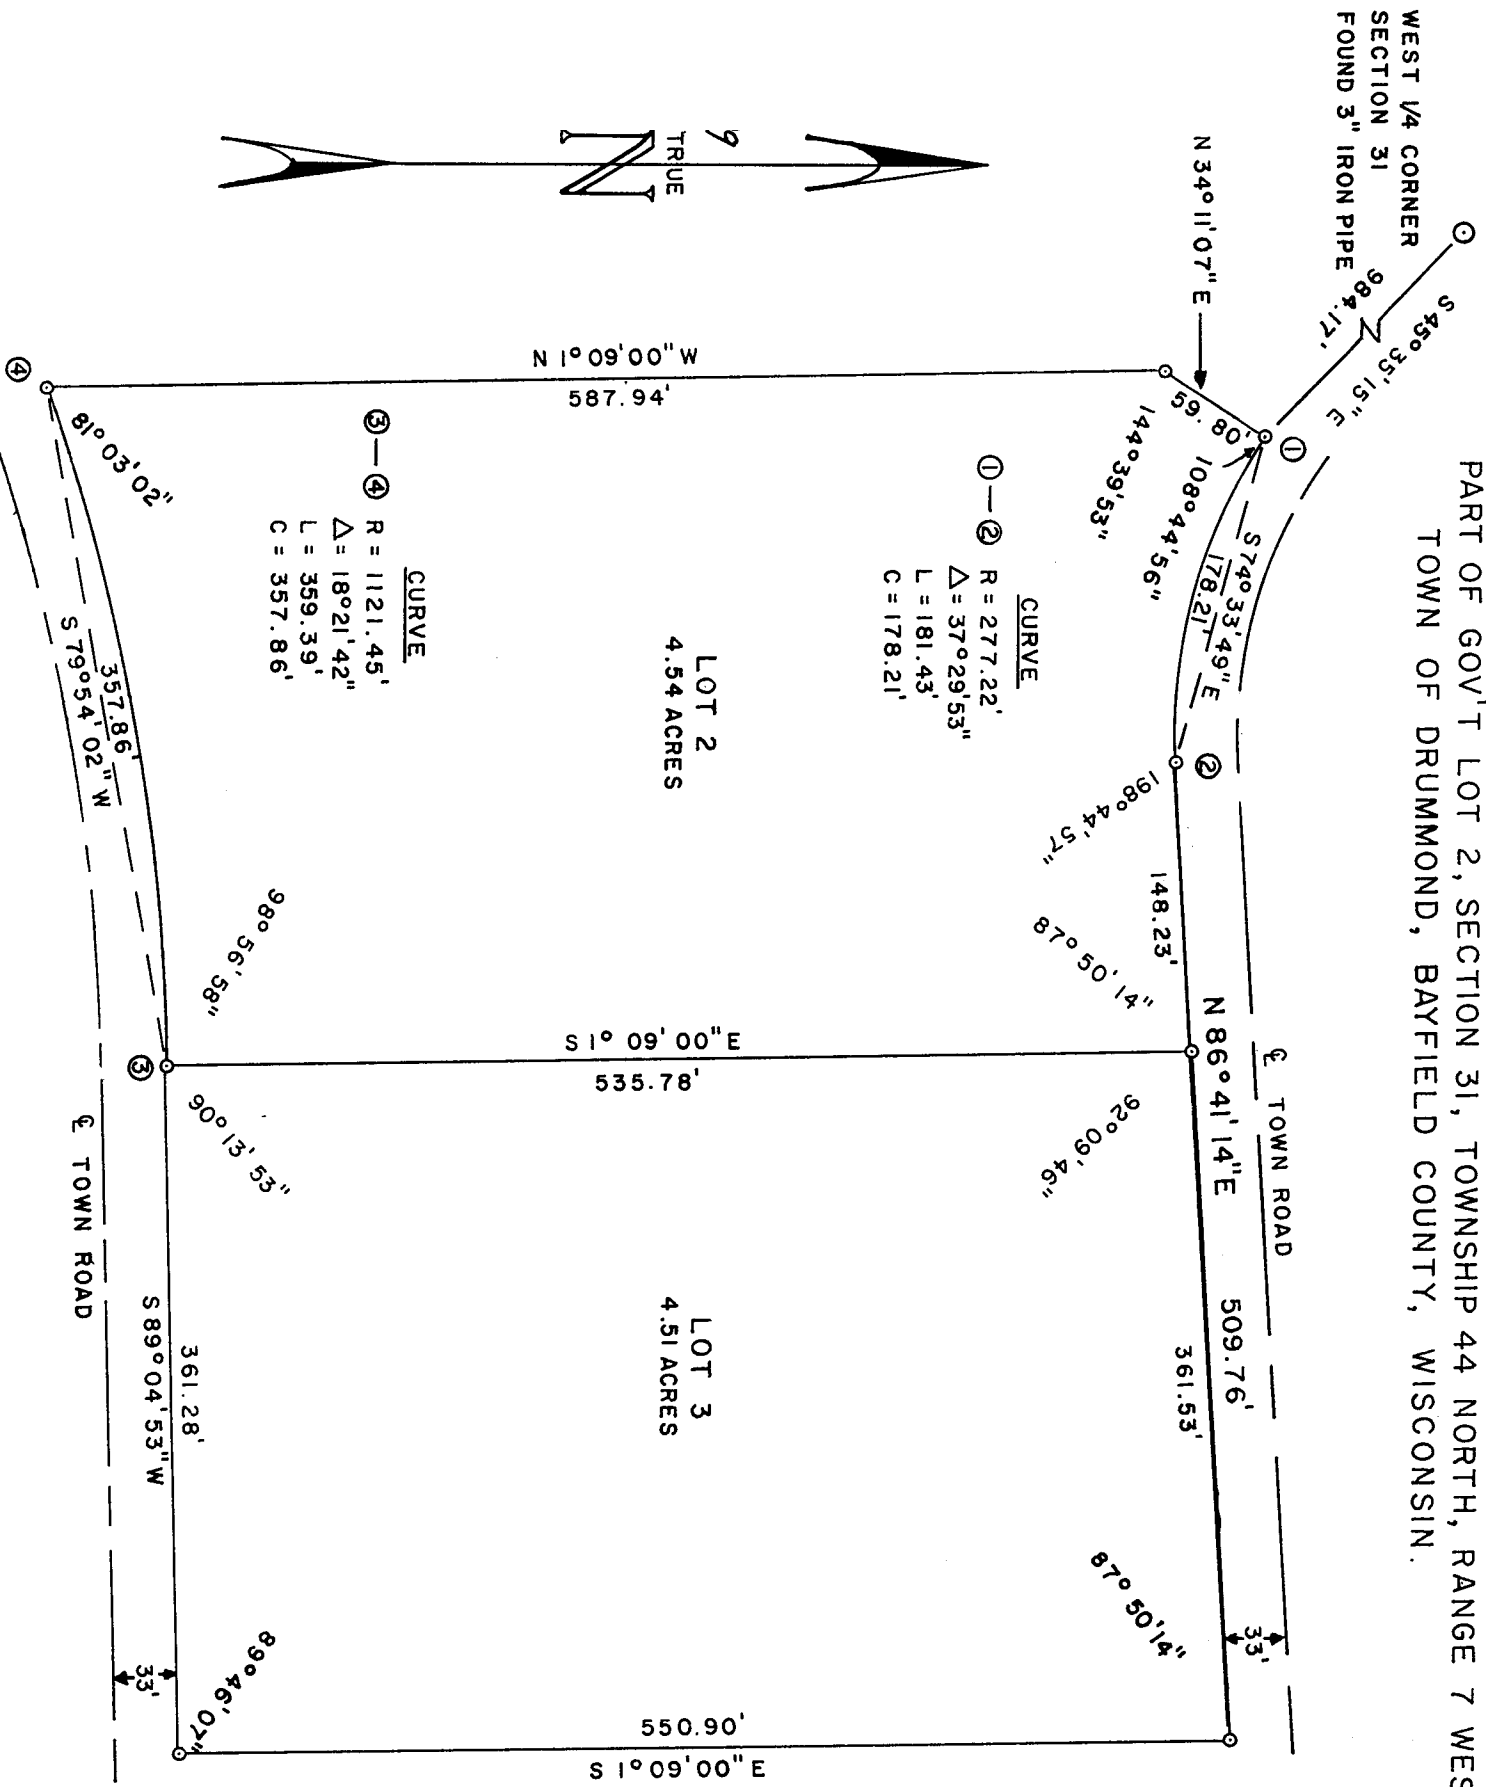 PART OF GOV'T LOT 2, SECTION 31, TOWNSHIP 44 NORTH, RANGE 7 WES
TOWN OF DRUMMOND, BAYFIELD COUNTY, WISCONSIN.
WEST 1/4 CORNER
SECTION 31
FOUND 3" IRON PIPE
984.17'
S 45° 35' 15" E
N 34° 11' 07" E
59.80'
①
144° 39' 53"
108° 44' 56"
S 74° 33' 49" E
178.21'
②
198° 44' 57"
148.23'
87° 50' 14"
N 86° 41' 14" E
509.76'
℄ TOWN ROAD
92° 09' 46"
361.53'
87° 50' 14"
33'
TRUE
N
9
CURVE
①—② R = 277.22'
Δ = 37° 29' 53"
L = 181.43'
C = 178.21'
N 1° 09' 00" W
587.94'
LOT 2
4.54 ACRES
S 1° 09' 00" E
535.78'
LOT 3
4.51 ACRES
550.90'
S 1° 09' 00" E
CURVE
③—④ R = 1121.45'
Δ = 18° 21' 42"
L = 359.39'
C = 357.86'
④
81° 03' 02"
357.86'
S 79° 54' 02" W
98° 56' 58"
③
90° 13' 53"
361.28'
S 89° 04' 53" W
89° 46' 07"
℄ TOWN ROAD
33'